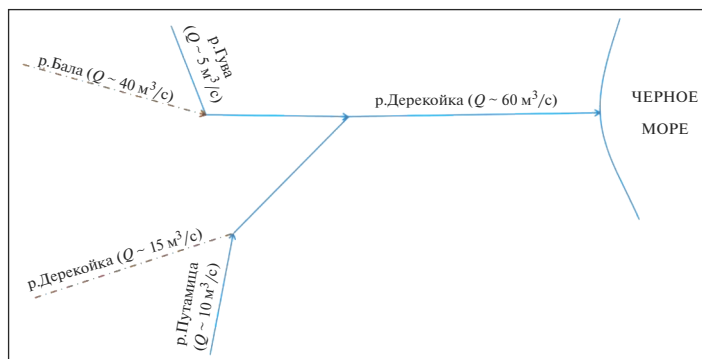 р.Гува
(Q ~ 5 м³/с)
р.Бала (Q ~ 40 м³/с)
р.Дерекойка (Q ~ 60 м³/с)
ЧЕРНОЕ
МОРЕ
р.Дерекойка (Q ~ 15 м³/с)
р.Путамица
(Q ~ 10 м³/с)